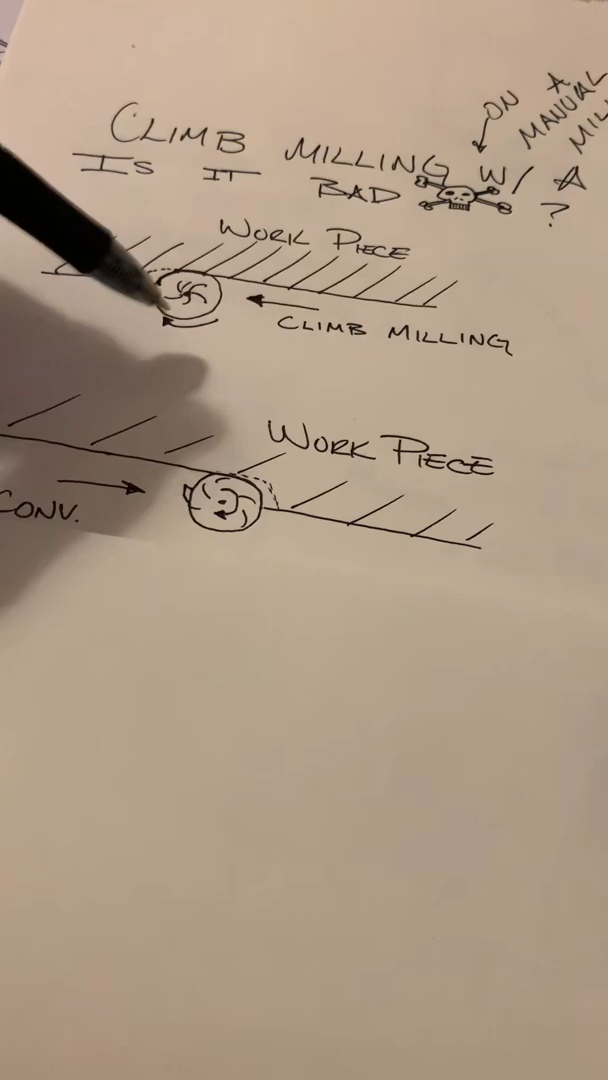 CLIMB MILLING W/ A
IS IT BAD ?
ON A
MANUAL
MILL
WORK PIECE
CLIMB MILLING
WORK PIECE
CONV.